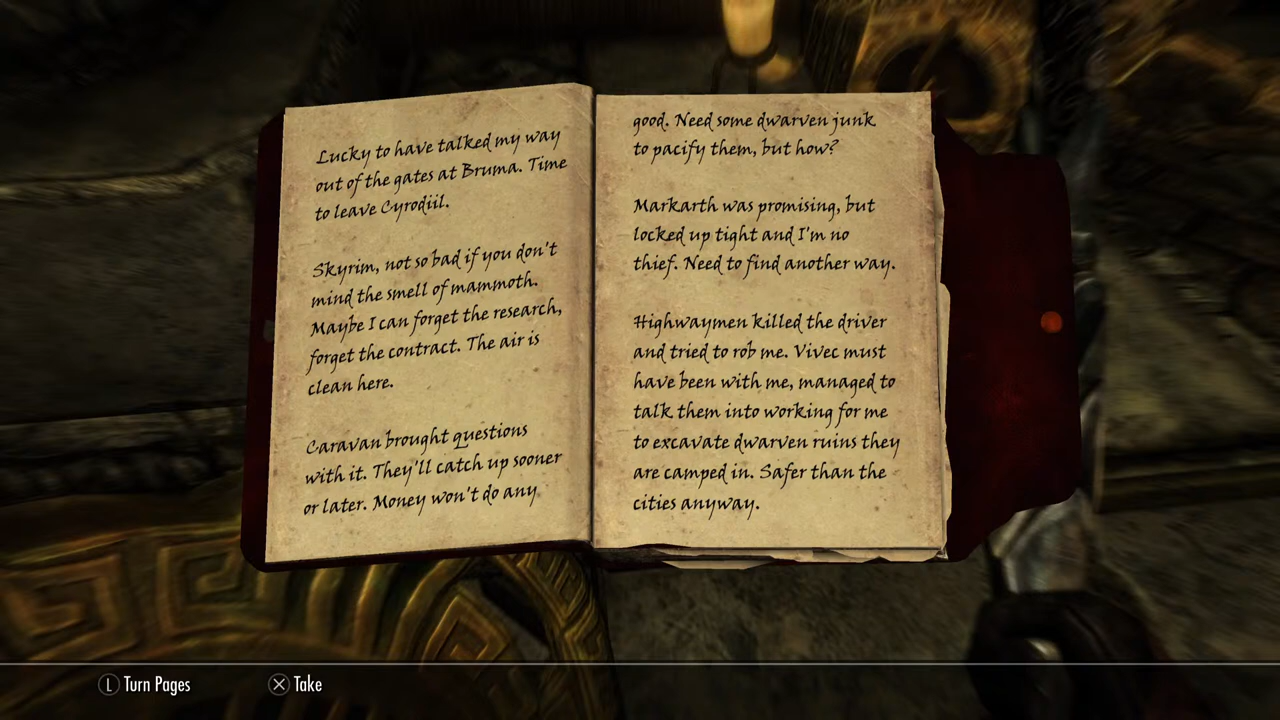 Lucky to have talked my way
out of the gates at Bruma. Time
to leave Cyrodiil.
Skyrim, not so bad if you don't
mind the smell of mammoth.
Maybe I can forget the research,
forget the contract. The air is
clean here.
Caravan brought questions
with it. They'll catch up sooner
or later. Money won't do any
good. Need some dwarven junk
to pacify them, but how?
Markarth was promising, but
locked up tight and I'm no
thief. Need to find another way.
Highwaymen killed the driver
and tried to rob me. Vivec must
have been with me, managed to
talk them into working for me
to excavate dwarven ruins they
are camped in. Safer than the
cities anyway.
L Turn Pages
X Take